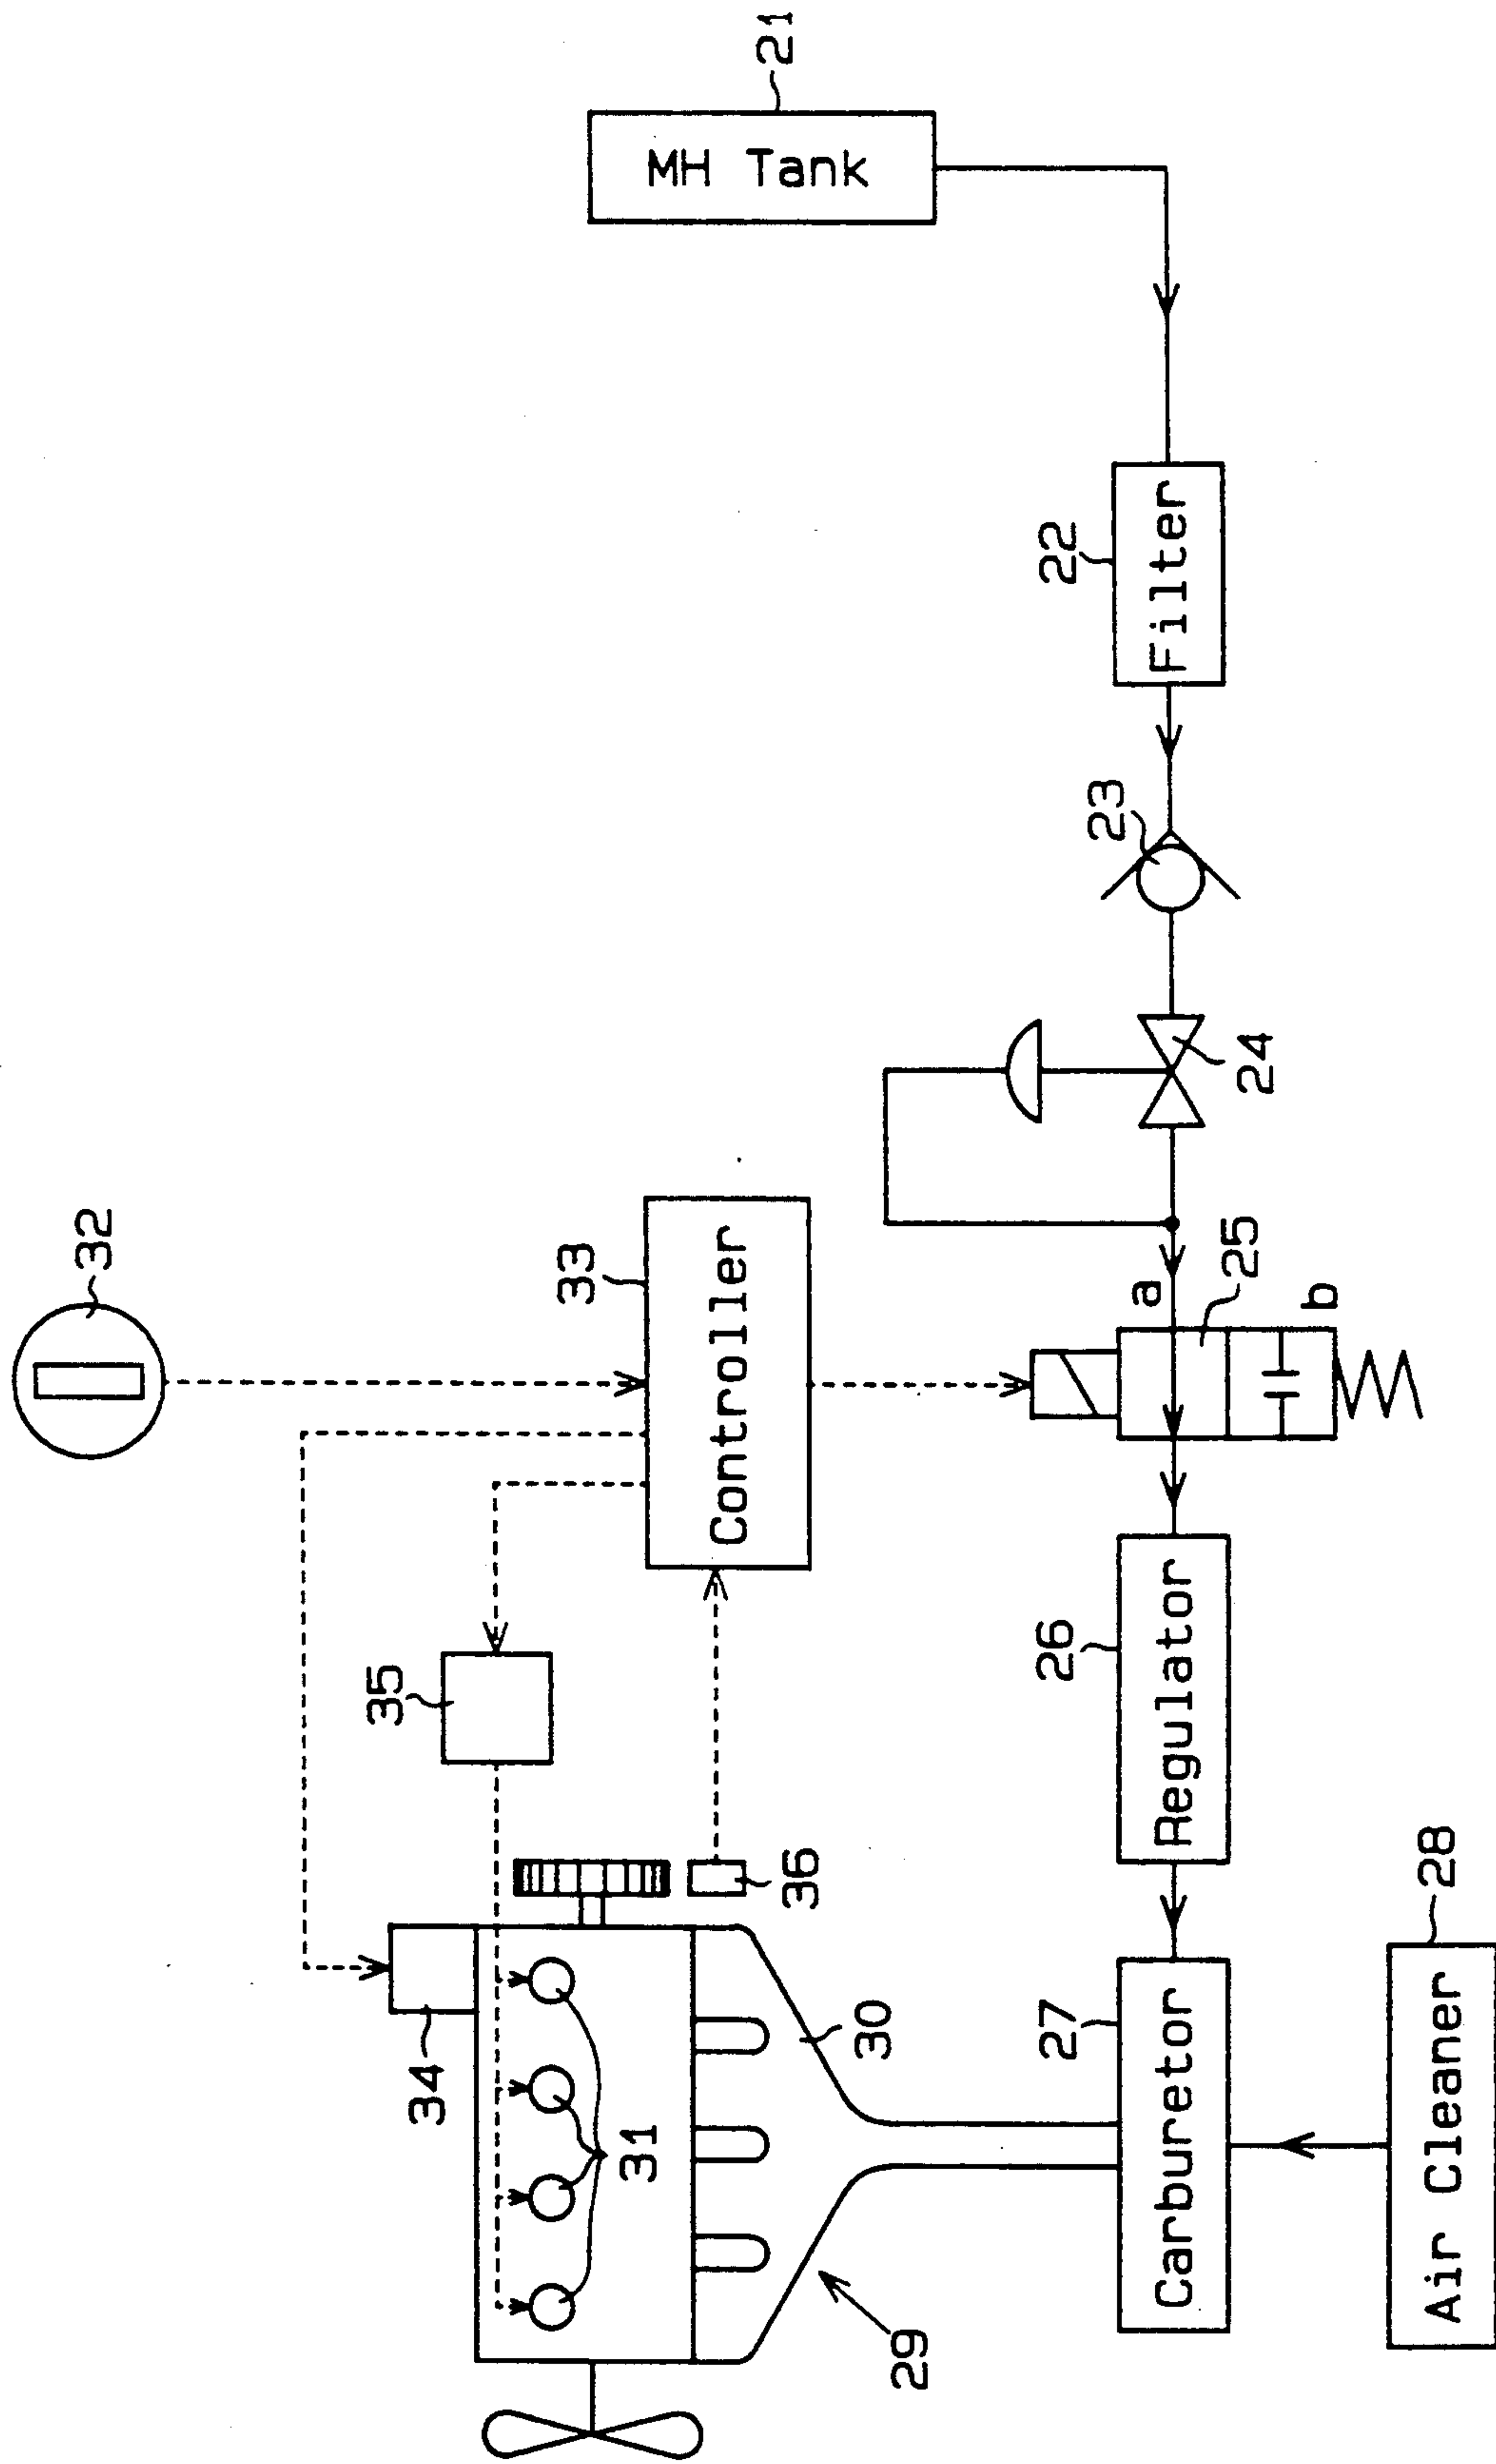 32
34
35
33
Controller
MH Tank
21
31
36
29
30
27
Carburetor
26
Regulator
a
25
b
24
23
22
Filter
28
Air Cleaner